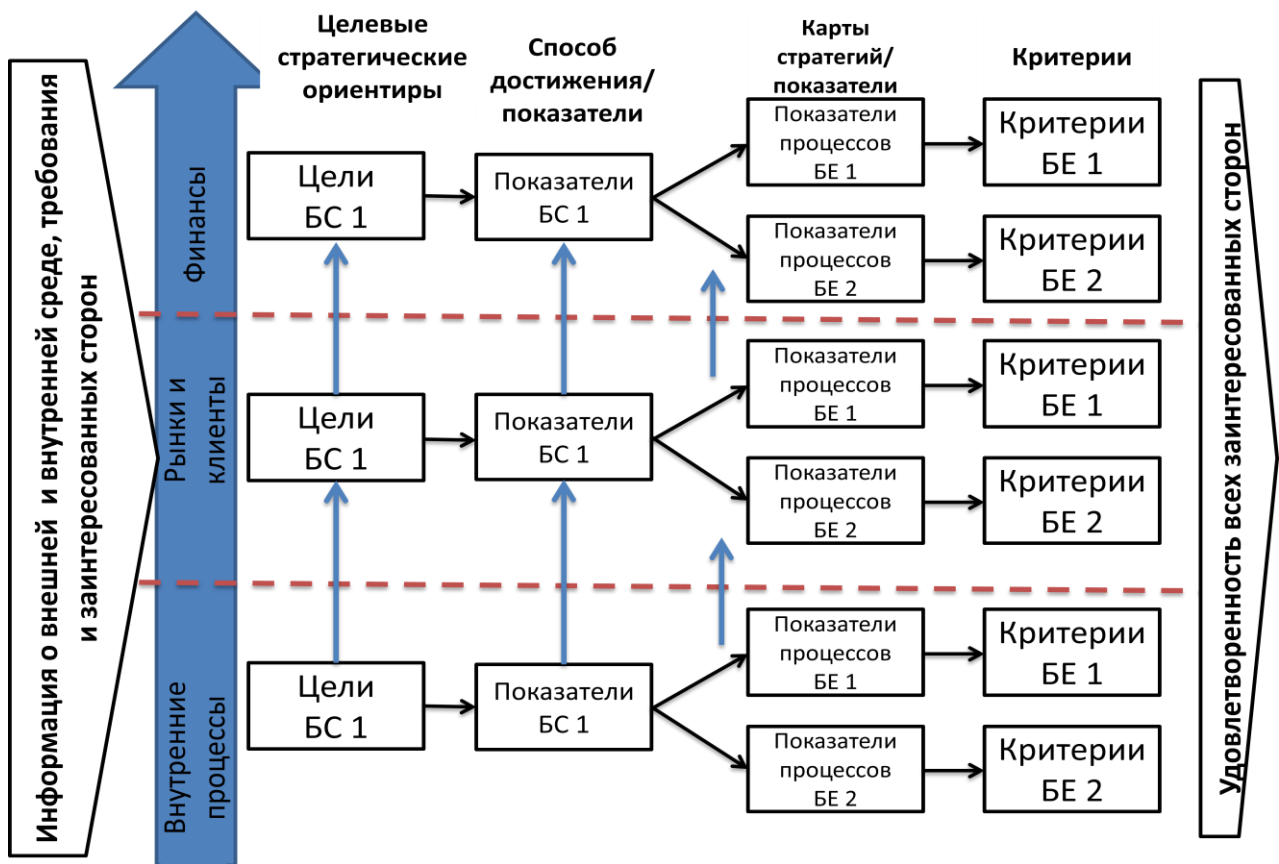 Целевые
стратегические
ориентиры
Способ
достижения/
показатели
Карты
стратегий/
показатели
Критерии
Информация о внешней и внутренней среде, требования
и заинтересованных сторон
Финансы
Цели
БС 1
Показатели
БС 1
Показатели
процессов
БЕ 1
Критерии
БЕ 1
Показатели
процессов
БЕ 2
Критерии
БЕ 2
Рынки и
клиенты
Цели
БС 1
Показатели
БС 1
Показатели
процессов
БЕ 1
Критерии
БЕ 1
Показатели
процессов
БЕ 2
Критерии
БЕ 2
Внутренние
процессы
Цели
БС 1
Показатели
БС 1
Показатели
процессов
БЕ 1
Критерии
БЕ 1
Показатели
процессов
БЕ 2
Критерии
БЕ 2
Удовлетворенность всех заинтересованных сторон